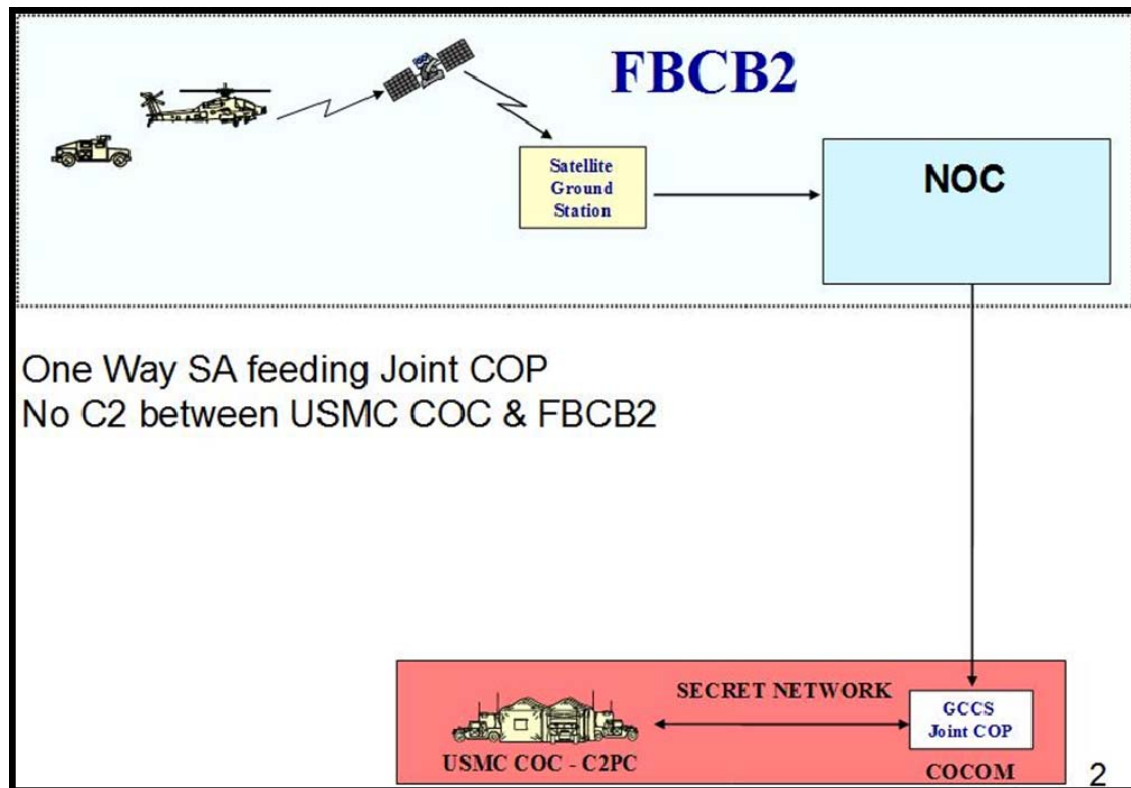 FBCB2
Satellite
Ground
Station
NOC
One Way SA feeding Joint COP
No C2 between USMC COC & FBCB2
SECRET NETWORK
GCCS
Joint COP
USMC COC - C2PC
COCOM
2